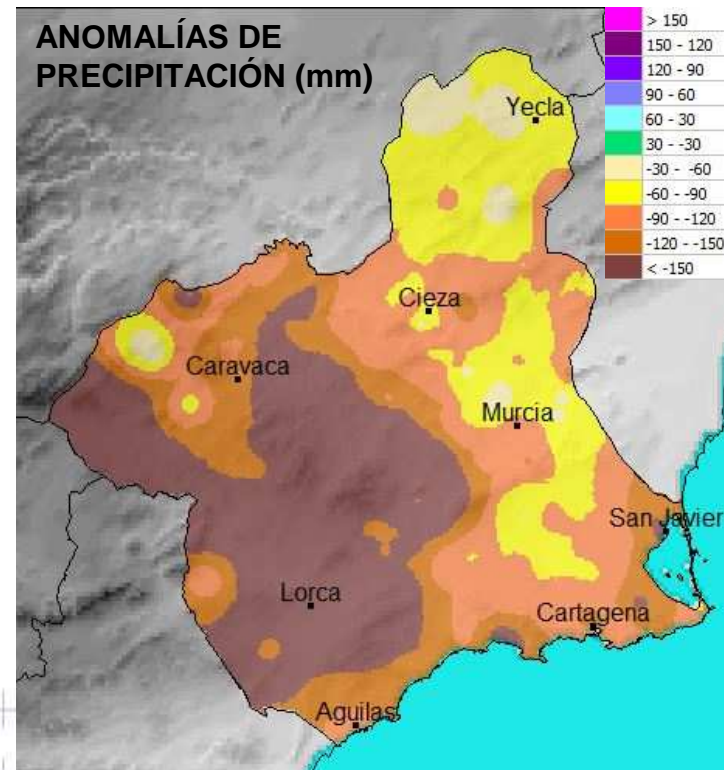 ANOMALÍAS DE
PRECIPITACIÓN (mm)
> 150
150 - 120
120 - 90
90 - 60
60 - 30
30 - -30
-30 - -60
-60 - -90
-90 - -120
-120 - -150
< -150
Yecla
Cieza
Caravaca
Murcia
San Javier
Lorca
Cartagena
Aguilas